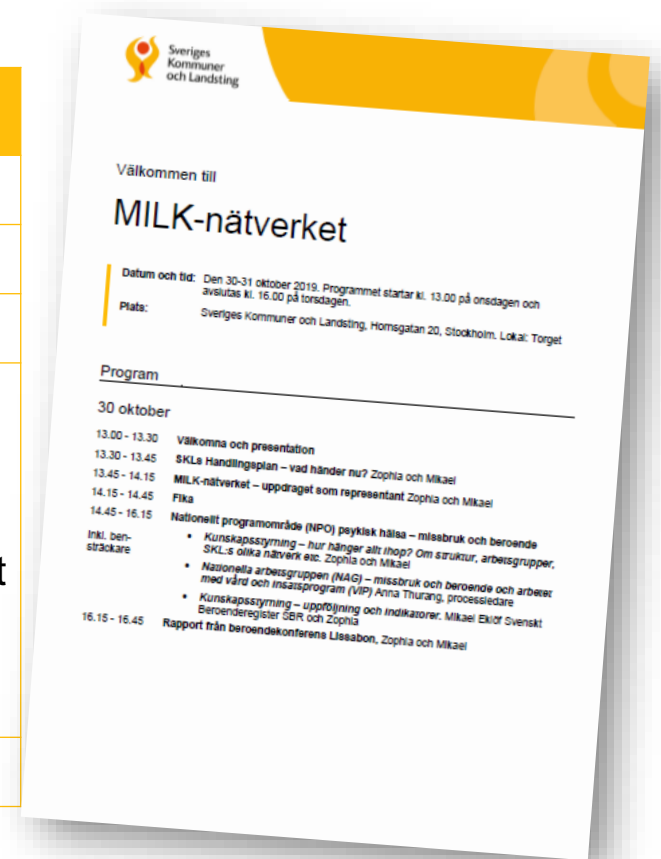 Sveriges
Kommuner
och Landsting
Välkommen till
MILK-nätverket
Datum och tid: Den 30-31 oktober 2019. Programmet startar kl. 13.00 på onsdagen och
avslutas kl. 16.00 på torsdagen.
Plats: Sveriges Kommuner och Landsting, Hornsgatan 20, Stockholm. Lokal: Torget
Program
30 oktober
13.00 - 13.30 Välkomna och presentation
13.30 - 13.45 SKLs Handlingsplan – vad händer nu? Zophia och Mikael
13.45 - 14.15 MILK-nätverket – uppdraget som representant Zophia och Mikael
14.15 - 14.45 Fika
14.45 - 16.15 Nationellt programområde (NPO) psykisk hälsa – missbruk och beroende
Inkl. ben-
sträckare
• Kunskapsstyrning – hur hänger allt ihop? Om struktur, arbetsgrupper,
SKL:s olika nätverk etc. Zophia och Mikael
• Nationella arbetsgruppen (NAG) – missbruk och beroende och arbetet
med vård och insatsprogram (VIP) Anna Thurang, processledare
• Kunskapsstyrning – uppföljning och indikatorer. Mikael Eklöf Svenskt
Beroenderegister SBR och Zophia
16.15 - 16.45 Rapport från beroendekonferens Lissabon, Zophia och Mikael
t